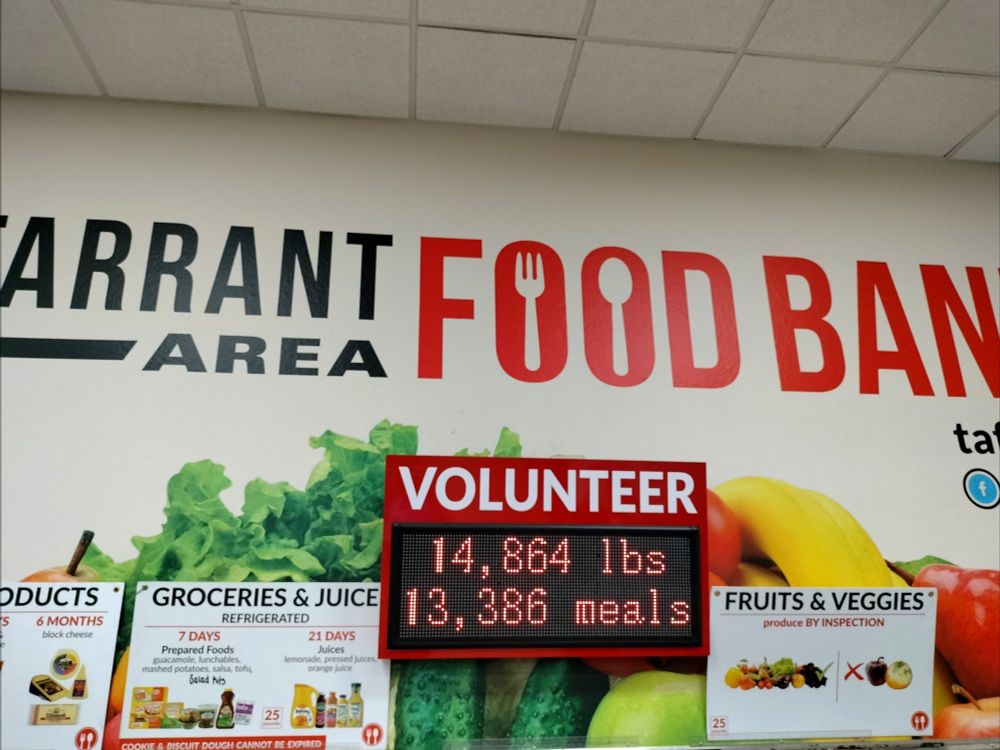 TARRANT
AREA
FOOD BAN
taf
VOLUNTEER
14,864 lbs
13,386 meals
ODUCTS
6 MONTHS
block cheese
GROCERIES & JUICE
REFRIGERATED
7 DAYS
Prepared Foods
guacamole, lunchables,
mashed potatoes, salsa, tofu,
Salad Kits
21 DAYS
Juices
lemonade, pressed juices,
orange juice
25
COOKIE & BISCUIT DOUGH CANNOT BE EXPIRED
FRUITS & VEGGIES
produce BY INSPECTION
25